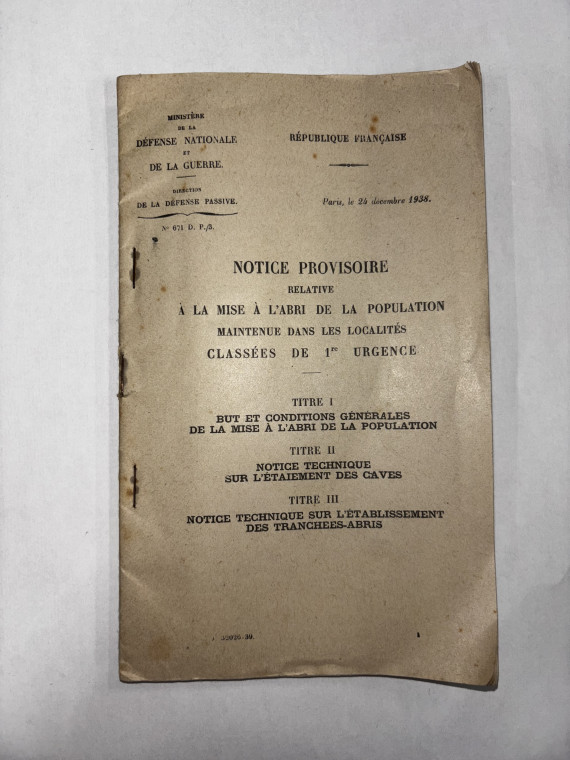 MINISTÈRE
DE LA
DÉFENSE NATIONALE
ET
DE LA GUERRE.
DIRECTION
DE LA DÉFENSE PASSIVE.
N° 671 D. P./3.
RÉPUBLIQUE FRANÇAISE
Paris, le 24 décembre 1938.
NOTICE PROVISOIRE
RELATIVE
À LA MISE À L'ABRI DE LA POPULATION
MAINTENUE DANS LES LOCALITÉS
CLASSÉES DE 1re URGENCE
TITRE I
BUT ET CONDITIONS GÉNÉRALES
DE LA MISE À L'ABRI DE LA POPULATION
TITRE II
NOTICE TECHNIQUE
SUR L'ÉTAIEMENT DES CAVES
TITRE III
NOTICE TECHNIQUE SUR L'ÉTABLISSEMENT
DES TRANCHEES-ABRIS